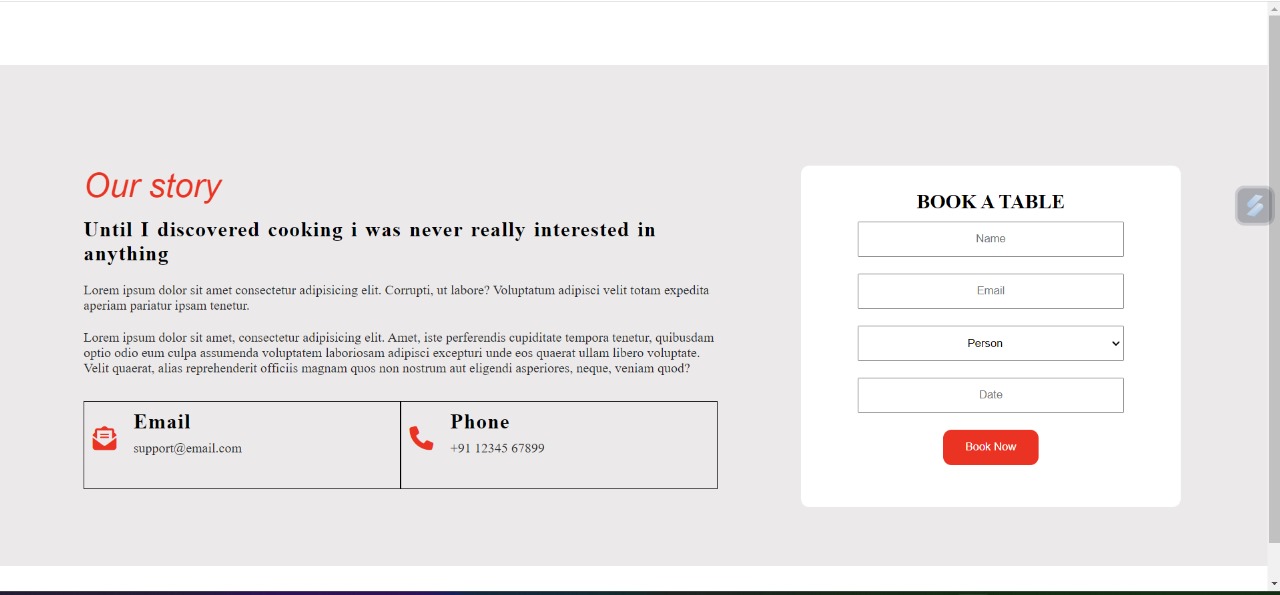 Our story
Until I discovered cooking i was never really interested in
anything
Lorem ipsum dolor sit amet consectetur adipisicing elit. Corrupti, ut labore? Voluptatum adipisci velit totam expedita
aperiam pariatur ipsam tenetur.
Lorem ipsum dolor sit amet, consectetur adipisicing elit. Amet, iste perferendis cupiditate tempora tenetur, quibusdam
optio odio eum culpa assumenda voluptatem laboriosam adipisci excepturi unde eos quaerat ullam libero voluptate.
Velit quaerat, alias reprehenderit officiis magnam quos non nostrum aut eligendi asperiores, neque, veniam quod?
Email
support@email.com
Phone
+91 12345 67899
BOOK A TABLE
Name
Email
Person
Date
Book Now